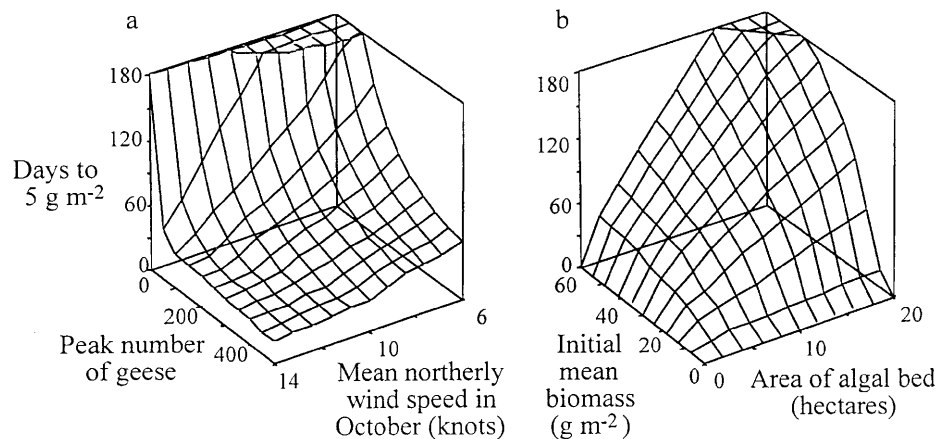 a
180
120
60
0
Days to
5 g m-2
0
200
400
Peak number
of geese
14
10
6
Mean northerly
wind speed in
October (knots)
b
180
120
60
0
60
40
20
0
Initial
mean
biomass
(g m-2)
0
10
20
Area of algal bed
(hectares)